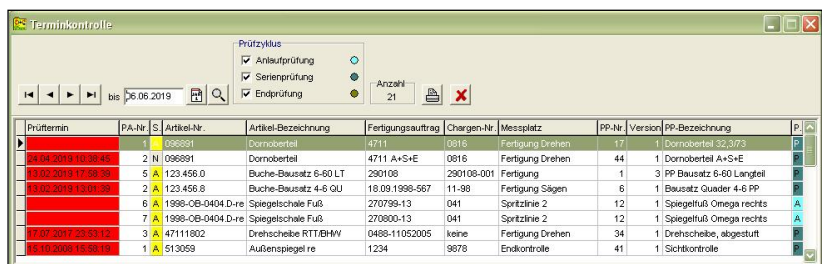 Terminkontrolle
Prüfzyklus
Anlaufprüfung
Serienprüfung
Endprüfung
bis 06.06.2019
Anzahl
21
Prüftermin PA-Nr. S. Artikel-Nr. Artikel-Bezeichnung Fertigungsauftrag Chargen-Nr. Messplatz PP-Nr. Version PP-Bezeichnung P.
1 A 096891 Dornoberteil 4711 0816 Fertigung Drehen 17 1 Dornoberteil 32,3/73 P
24.04.2019 10:38:45 2 N 096891 Dornoberteil 4711 A+S+E 0816 Fertigung Drehen 44 1 Dornoberteil A+S+E P
13.02.2019 17:58:39 5 A 123.456.0 Buche-Bausatz 6-60 LT 290108 290108-001 Fertigung 1 3 PP Bausatz 6-60 Langteil P
13.02.2019 13:01:39 2 A 123.456.8 Buche-Bausatz 4-6 QU 18.09.1998-567 11-98 Fertigung Sägen 6 1 Bausatz Quader 4-6 PP P
6 A 1998-OB-0404.D-re Spiegelschale Fuß 270799-13 041 Spritzlinie 2 12 1 Spiegelfuß Omega rechts A
7 A 1998-OB-0404.D-re Spiegelschale Fuß 270800-13 041 Spritzlinie 2 12 1 Spiegelfuß Omega rechts A
17.07.2017 23:53:12 3 A 47111802 Drehscheibe RTT/BHW 0488-11052005 keine Fertigung Drehen 34 1 Drehscheibe, abgestuft P
15.10.2008 15:58:19 1 A 513059 Außenspiegel re 1234 9878 Endkontrolle 41 1 Sichtkontrolle P